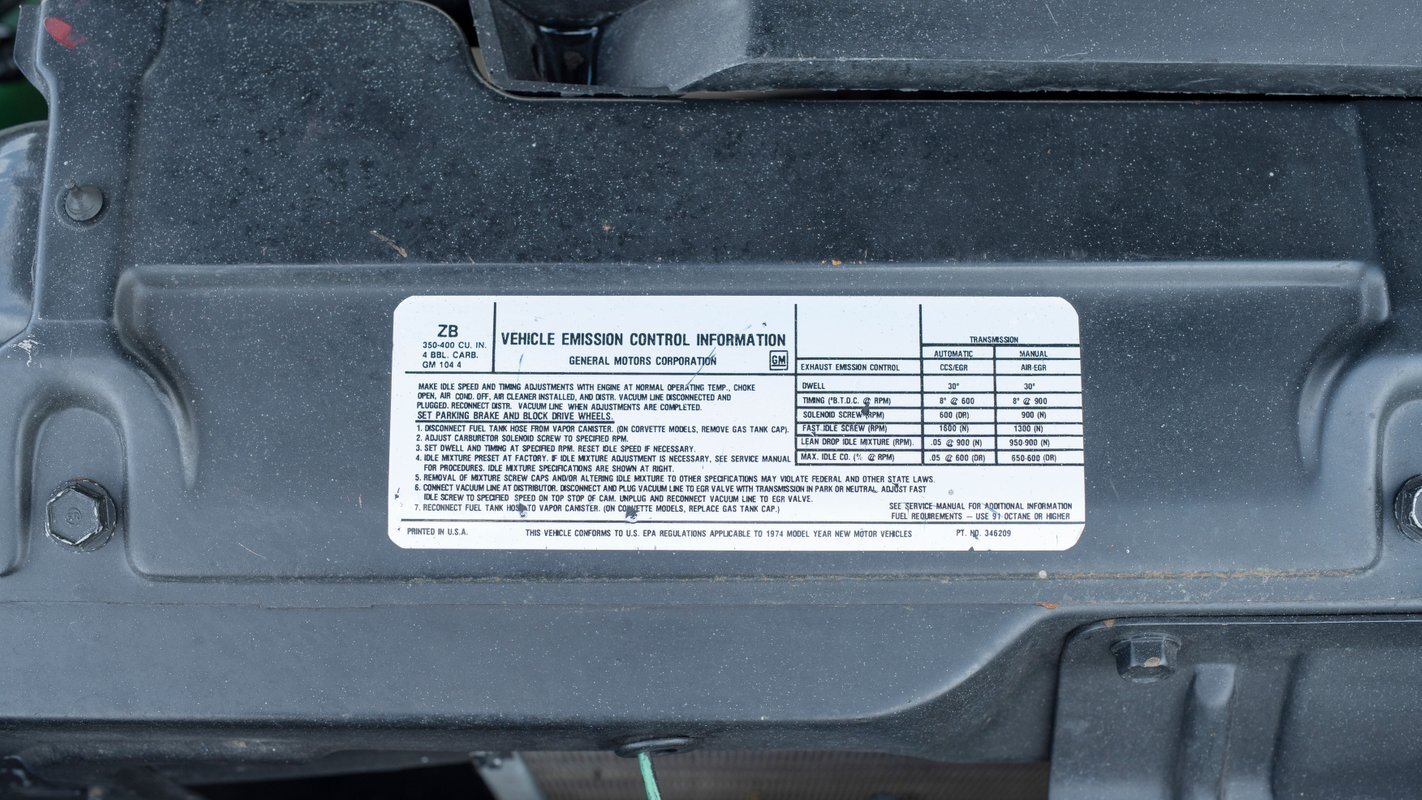 ZB
350-400 CU. IN.
4 BBL. CARB.
GM 104 4
VEHICLE EMISSION CONTROL INFORMATION
GENERAL MOTORS CORPORATION
GM
MAKE IDLE SPEED AND TIMING ADJUSTMENTS WITH ENGINE AT NORMAL OPERATING TEMP., CHOKE
OPEN, AIR COND. OFF, AIR CLEANER INSTALLED, AND DISTR. VACUUM LINE DISCONNECTED AND
PLUGGED. RECONNECT DISTR. VACUUM LINE WHEN ADJUSTMENTS ARE COMPLETED.
SET PARKING BRAKE AND BLOCK DRIVE WHEELS.
1. DISCONNECT FUEL TANK HOSE FROM VAPOR CANISTER. (ON CORVETTE MODELS, REMOVE GAS TANK CAP).
2. ADJUST CARBURETOR SOLENOID SCREW TO SPECIFIED RPM.
3. SET DWELL AND TIMING AT SPECIFIED RPM. RESET IDLE SPEED IF NECESSARY.
4. IDLE MIXTURE PRESET AT FACTORY. IF IDLE MIXTURE ADJUSTMENT IS NECESSARY, SEE SERVICE MANUAL
FOR PROCEDURES. IDLE MIXTURE SPECIFICATIONS ARE SHOWN AT RIGHT.
5. REMOVAL OF MIXTURE SCREW CAPS AND/OR ALTERING IDLE MIXTURE TO OTHER SPECIFICATIONS MAY VIOLATE FEDERAL AND OTHER STATE LAWS.
6. CONNECT VACUUM LINE AT DISTRIBUTOR. DISCONNECT AND PLUG VACUUM LINE TO EGR VALVE WITH TRANSMISSION IN PARK OR NEUTRAL, ADJUST FAST
IDLE SCREW TO SPECIFIED SPEED ON TOP STOP OF CAM. UNPLUG AND RECONNECT VACUUM LINE TO EGR VALVE.
7. RECONNECT FUEL TANK HOSE TO VAPOR CANISTER. (ON CORVETTE MODELS, REPLACE GAS TANK CAP.)
TRANSMISSION
AUTOMATIC MANUAL
EXHAUST EMISSION CONTROL CCS/EGR AIR-EGR
DWELL 30° 30°
TIMING (°B.T.D.C. @ RPM) 8° @ 600 8° @ 900
SOLENOID SCREW (RPM) 600 (DR) 900 (N)
FAST IDLE SCREW (RPM) 1600 (N) 1300 (N)
LEAN DROP IDLE MIXTURE (RPM). .05 @ 900 (N) 950-900 (N)
MAX. IDLE CO. (% @ RPM) .05 @ 600 (DR) 650-600 (DR)
SEE SERVICE MANUAL FOR ADDITIONAL INFORMATION
FUEL REQUIREMENTS – USE 91 OCTANE OR HIGHER
PRINTED IN U.S.A. THIS VEHICLE CONFORMS TO U.S. EPA REGULATIONS APPLICABLE TO 1974 MODEL YEAR NEW MOTOR VEHICLES PT. NO. 346209